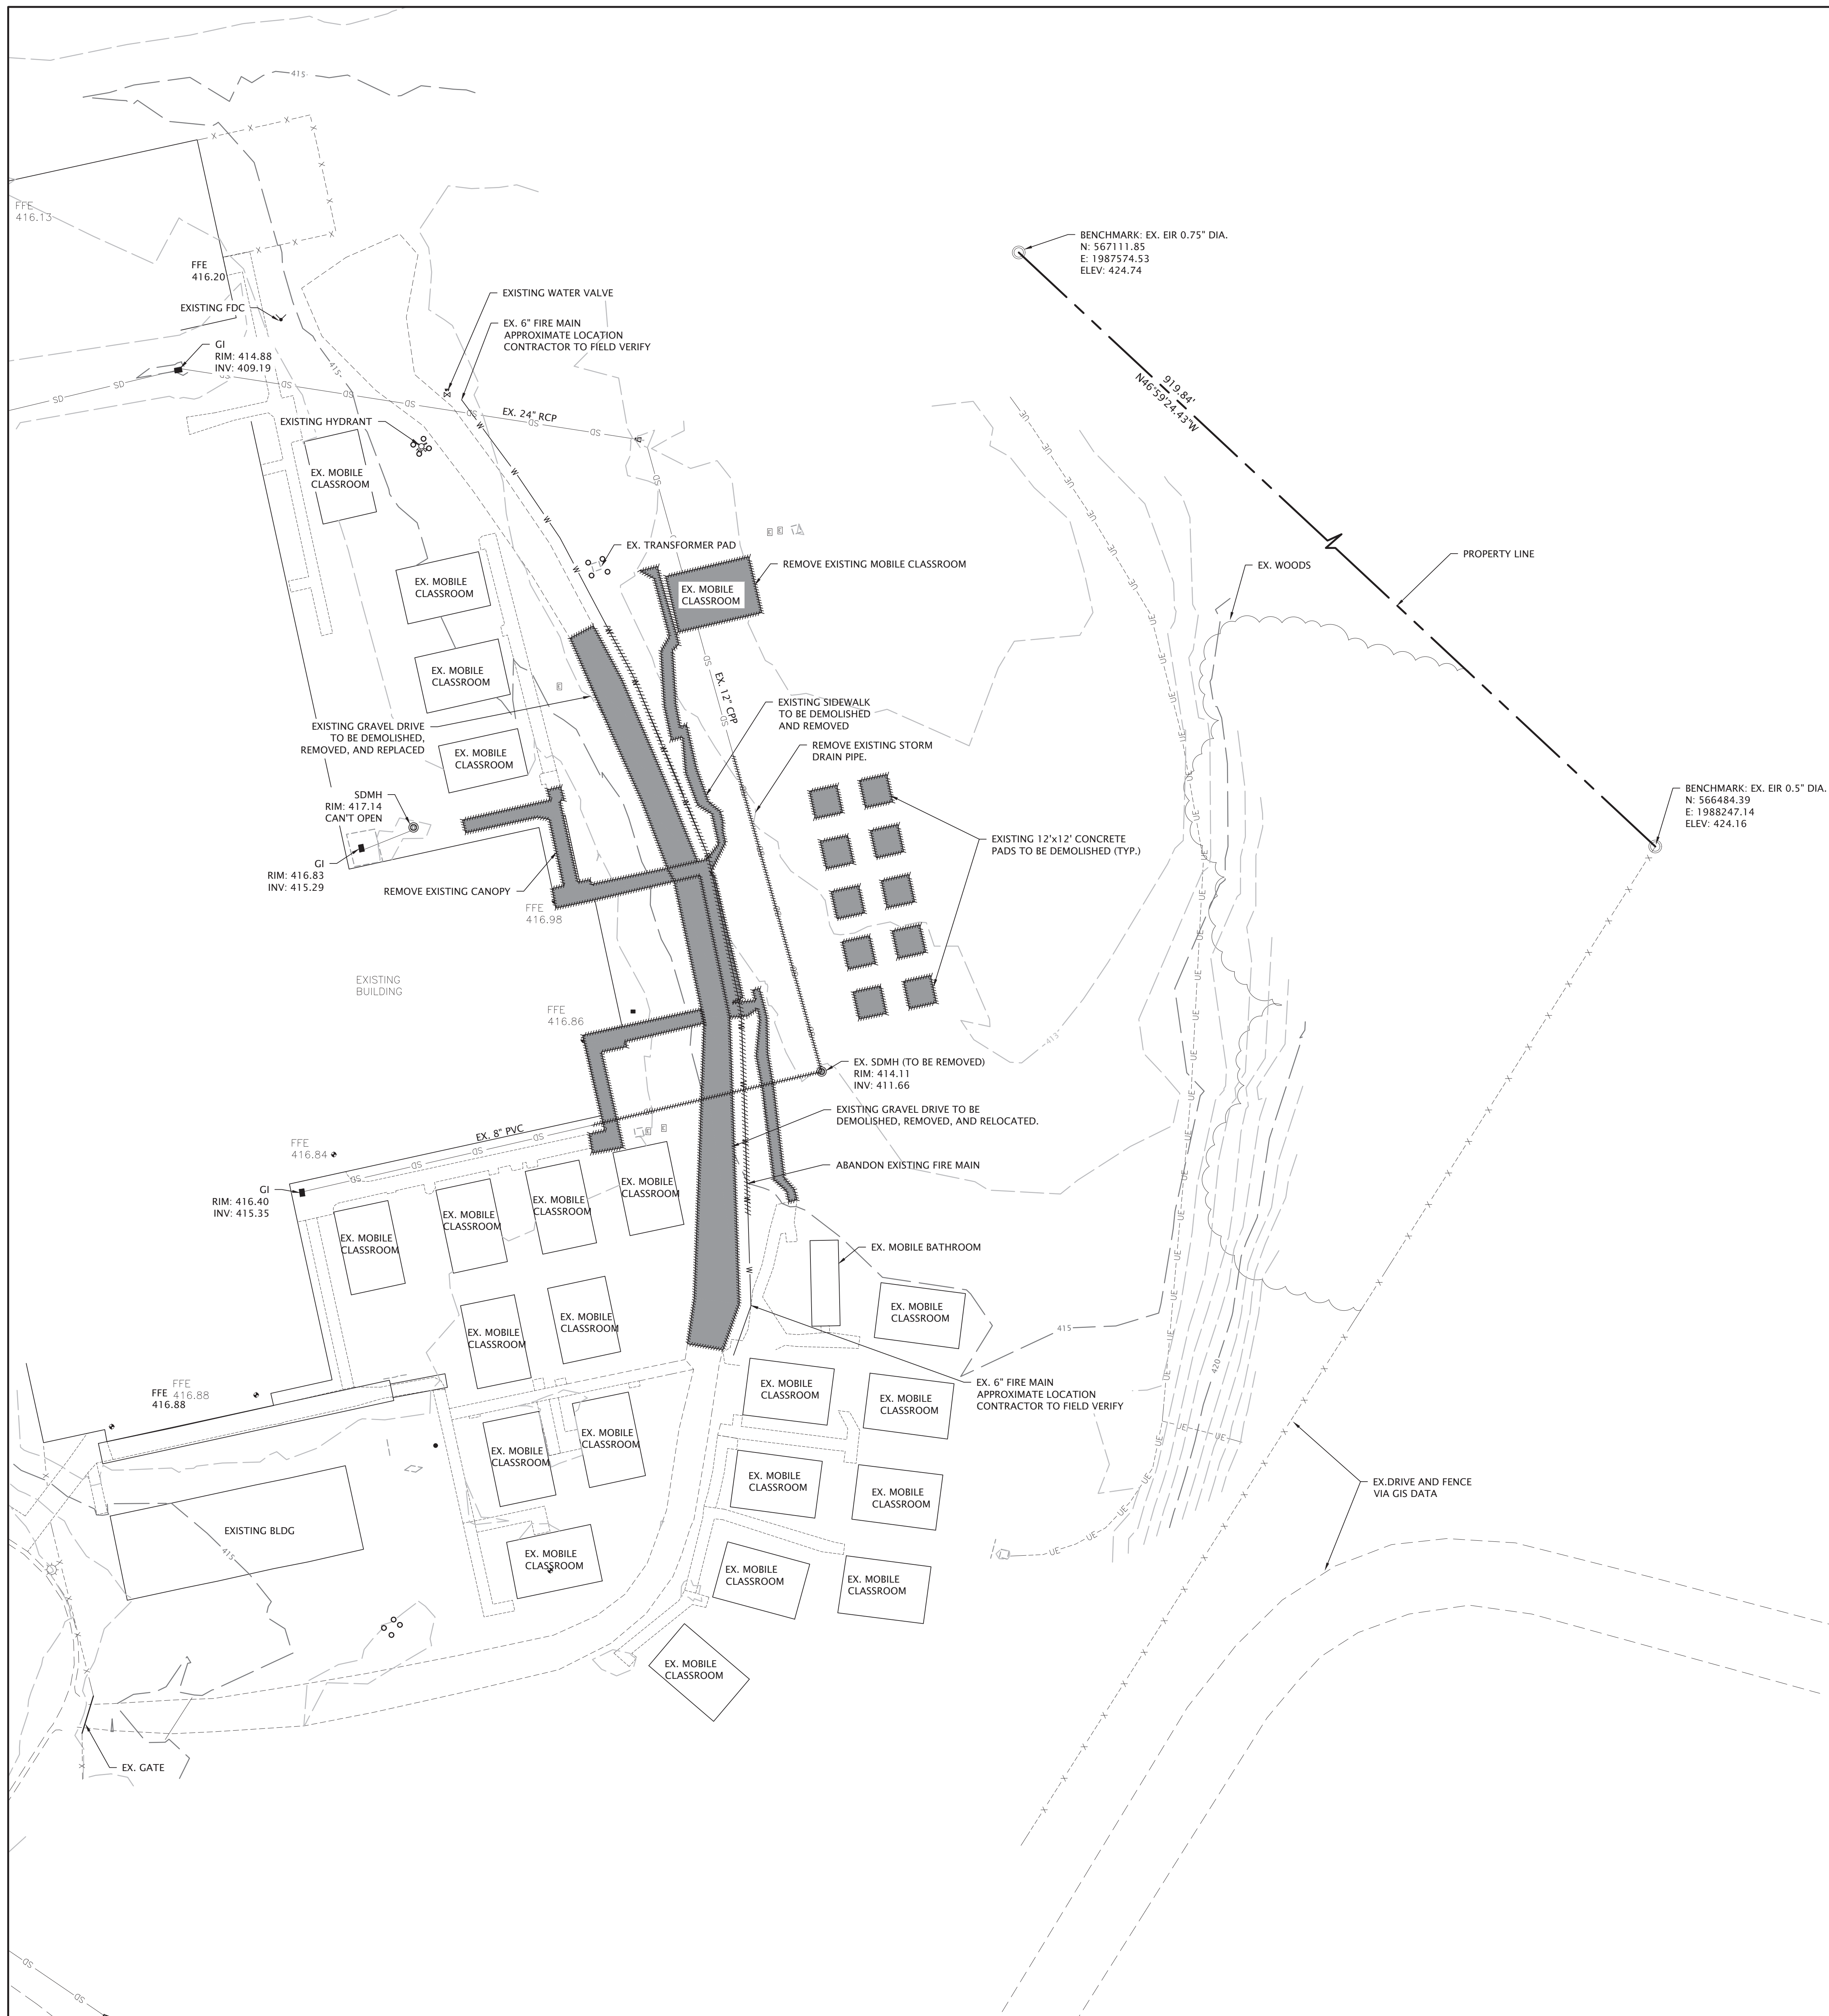 415
FFE
416.13
FFE
416.20
EXISTING FDC
GI
RIM: 414.88
INV: 409.19
EXISTING WATER VALVE
EX. 6" FIRE MAIN
APPROXIMATE LOCATION
CONTRACTOR TO FIELD VERIFY
EX. 24" RCP
EXISTING HYDRANT
415
BENCHMARK: EX. EIR 0.75" DIA.
N: 567111.85
E: 1987574.53
ELEV: 424.74
919.84'
N46°59'24.43"W
PROPERTY LINE
EX. WOODS
EX. MOBILE
CLASSROOM
EX. TRANSFORMER PAD
REMOVE EXISTING MOBILE CLASSROOM
EX. MOBILE
CLASSROOM
EX. MOBILE
CLASSROOM
EX. MOBILE
CLASSROOM
EX. 12" CPP
EXISTING SIDEWALK
TO BE DEMOLISHED
AND REMOVED
EXISTING GRAVEL DRIVE
TO BE DEMOLISHED,
REMOVED, AND REPLACED
EX. MOBILE
CLASSROOM
REMOVE EXISTING STORM
DRAIN PIPE.
SDMH
RIM: 417.14
CAN'T OPEN
GI
RIM: 416.83
INV: 415.29
REMOVE EXISTING CANOPY
EXISTING 12'x12' CONCRETE
PADS TO BE DEMOLISHED (TYP.)
BENCHMARK: EX. EIR 0.5" DIA.
N: 566484.39
E: 1988247.14
ELEV: 424.16
FFE
416.98
EXISTING
BUILDING
FFE
416.86
415
EX. SDMH (TO BE REMOVED)
RIM: 414.11
INV: 411.66
EXISTING GRAVEL DRIVE TO BE
DEMOLISHED, REMOVED, AND RELOCATED.
EX. 8" PVC
FFE
416.84
ABANDON EXISTING FIRE MAIN
GI
RIM: 416.40
INV: 415.35
EX. MOBILE
CLASSROOM
EX. MOBILE
CLASSROOM
EX. MOBILE
CLASSROOM
EX. MOBILE
CLASSROOM
EX. MOBILE BATHROOM
EX. MOBILE
CLASSROOM
EX. MOBILE
CLASSROOM
EX. MOBILE
CLASSROOM
415
420
EX. 6" FIRE MAIN
APPROXIMATE LOCATION
CONTRACTOR TO FIELD VERIFY
FFE
416.88
FFE
416.88
EX. MOBILE
CLASSROOM
EX. MOBILE
CLASSROOM
EX. MOBILE
CLASSROOM
EX. MOBILE
CLASSROOM
EX. MOBILE
CLASSROOM
EX. MOBILE
CLASSROOM
EX.DRIVE AND FENCE
VIA GIS DATA
EXISTING BLDG
415
EX. MOBILE
CLASSROOM
EX. MOBILE
CLASSROOM
EX. MOBILE
CLASSROOM
EX. MOBILE
CLASSROOM
EX. GATE